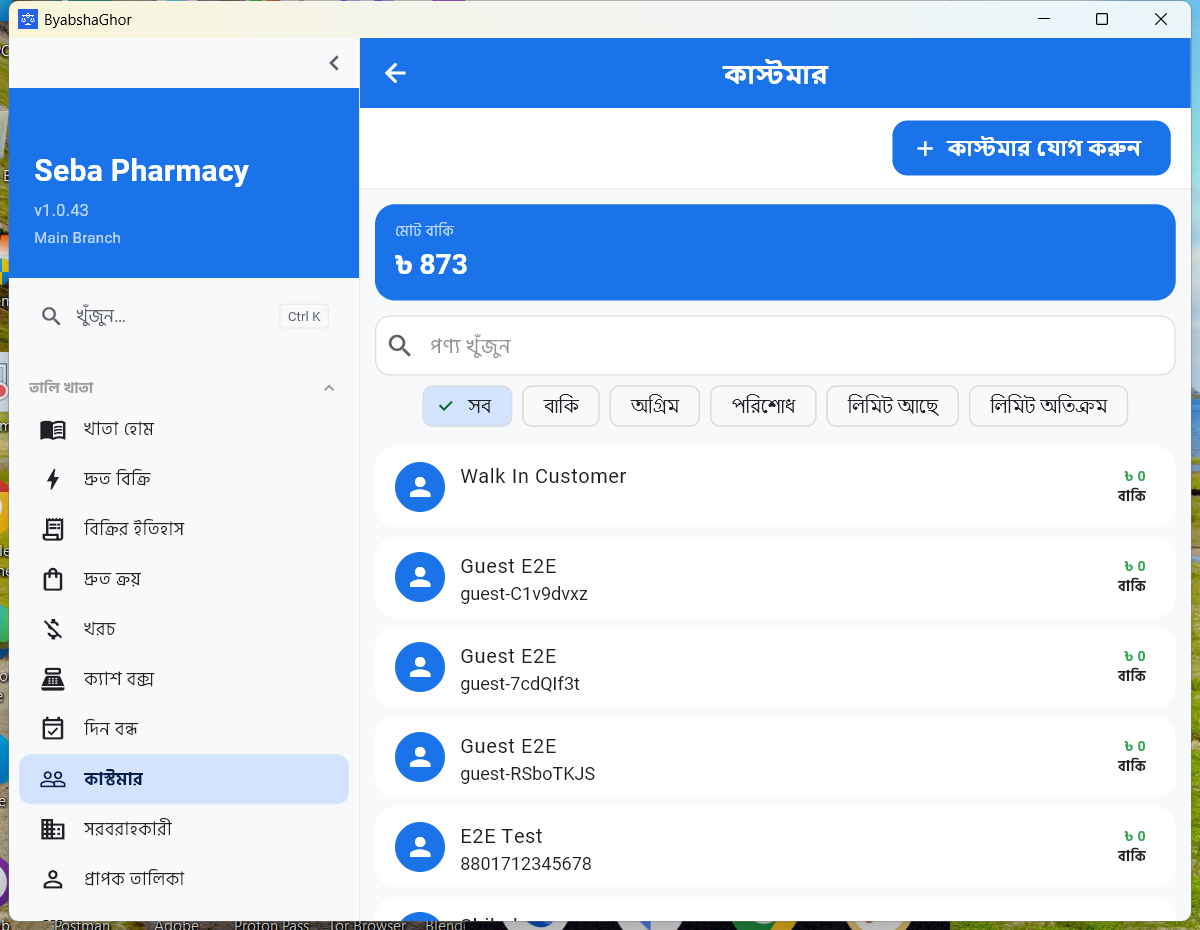 ByabshaGhor
Seba Pharmacy
v1.0.43
Main Branch
খুঁজুন...
Ctrl K
তালি খাতা
খাতা হোম
দ্রুত বিক্রি
বিক্রির ইতিহাস
দ্রুত ক্রয়
খরচ
ক্যাশ বক্স
দিন বন্ধ
কাস্টমার
সরবরাহকারী
প্রাপক তালিকা
কাস্টমার
+ কাস্টমার যোগ করুন
মোট বাকি
৳ 873
পণ্য খুঁজুন
সব
বাকি
অগ্রিম
পরিশোধ
লিমিট আছে
লিমিট অতিক্রম
Walk In Customer
৳ 0
বাকি
Guest E2E
guest-C1v9dvxz
৳ 0
বাকি
Guest E2E
guest-7cdQIf3t
৳ 0
বাকি
Guest E2E
guest-RSboTKJS
৳ 0
বাকি
E2E Test
8801712345678
৳ 0
বাকি
Postman
Adobe
Proton Pass
Tor Browser